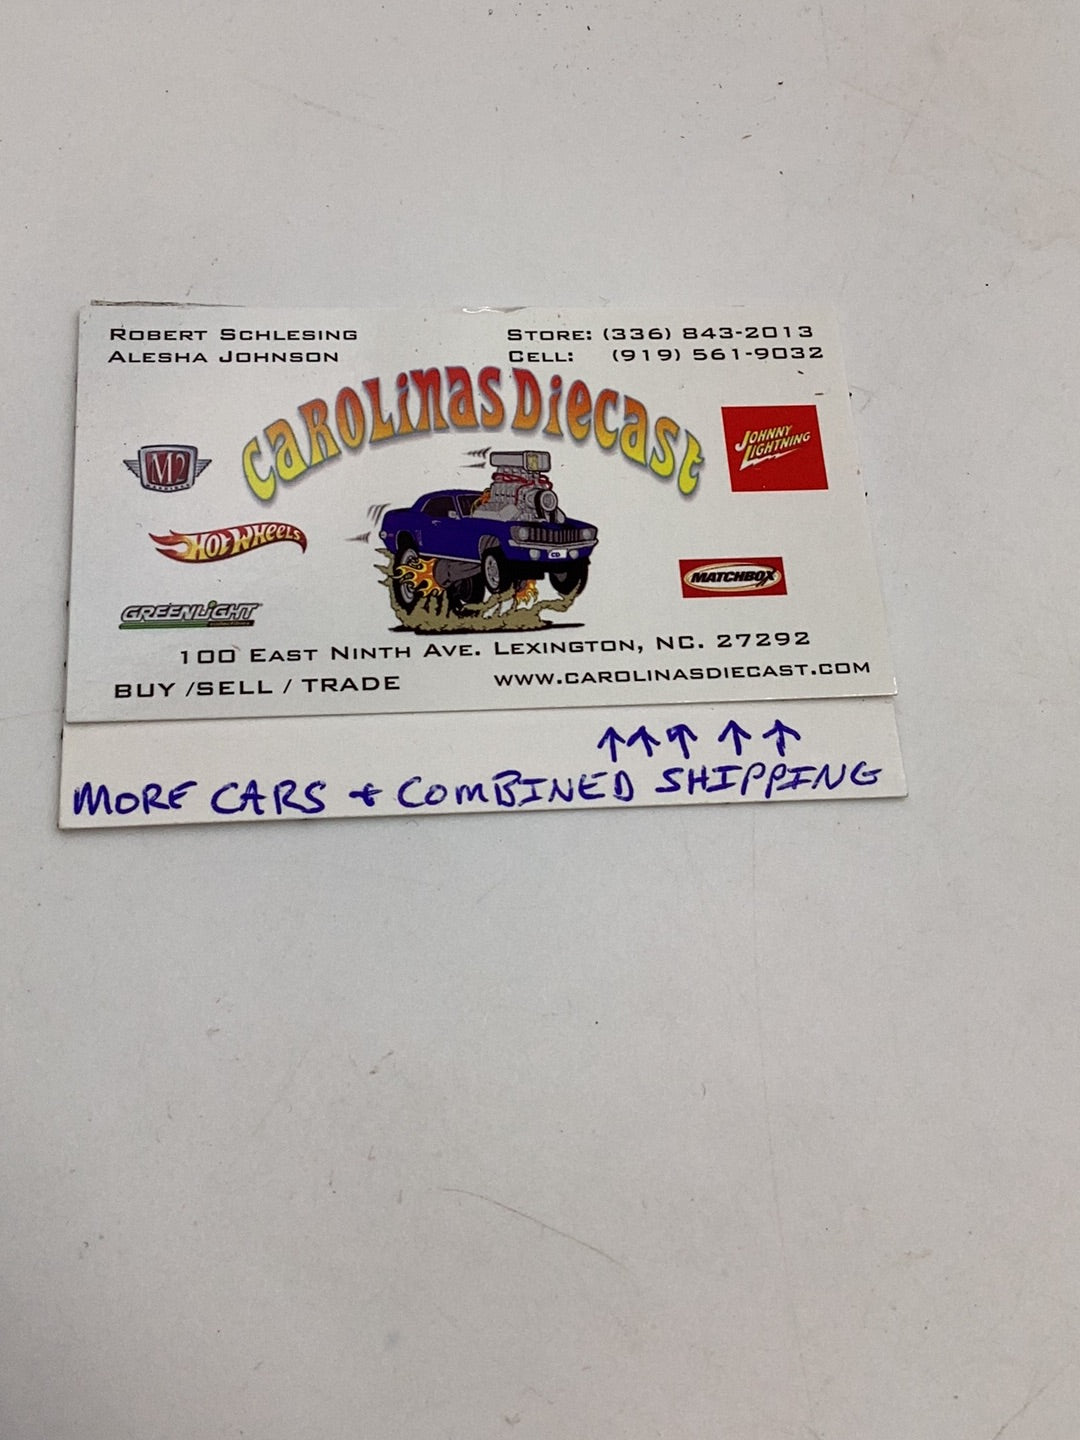 ROBERT SCHLESING
ALESHA JOHNSON
STORE: (336) 843-2013
CELL: (919) 561-9032
CAROLINAS DIECAST
M2
JOHNNY LIGHTNING
HOT WHEELS
CD
MATCHBOX
GREENLIGHT
100 EAST NINTH AVE. LEXINGTON, NC. 27292
BUY /SELL / TRADE
WWW.CAROLINASDIECAST.COM
↑↑↑ ↑↑
MORE CARS + COMBINED SHIPPING